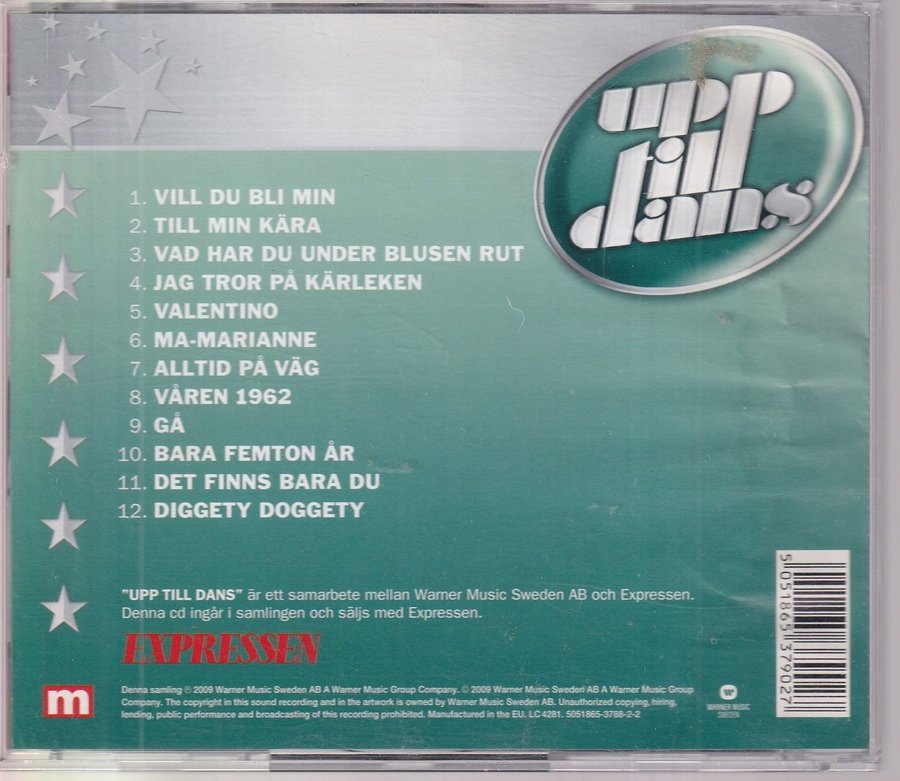 upp
till
dans
1. VILL DU BLI MIN
2. TILL MIN KÄRA
3. VAD HAR DU UNDER BLUSEN RUT
4. JAG TROR PÅ KÄRLEKEN
5. VALENTINO
6. MA-MARIANNE
7. ALLTID PÅ VÄG
8. VÅREN 1962
9. GÅ
10. BARA FEMTON ÅR
11. DET FINNS BARA DU
12. DIGGETY DOGGETY
"UPP TILL DANS" är ett samarbete mellan Warner Music Sweden AB och Expressen.
Denna cd ingår i samlingen och säljs med Expressen.
EXPRESSEN
m
Denna samling ℗ 2009 Warner Music Sweden AB A Warner Music Group Company. © 2009 Warner Music Sweden AB A Warner Music Group
Company. The copyright in this sound recording and in the artwork is owned by Warner Music Sweden AB. Unauthorized copying, hiring,
lending, public performance and broadcasting of this recording prohibited. Manufactured in the EU. LC 4281. 5051865-3788-2-2
WARNER MUSIC
SWEDEN
5 051865 379027